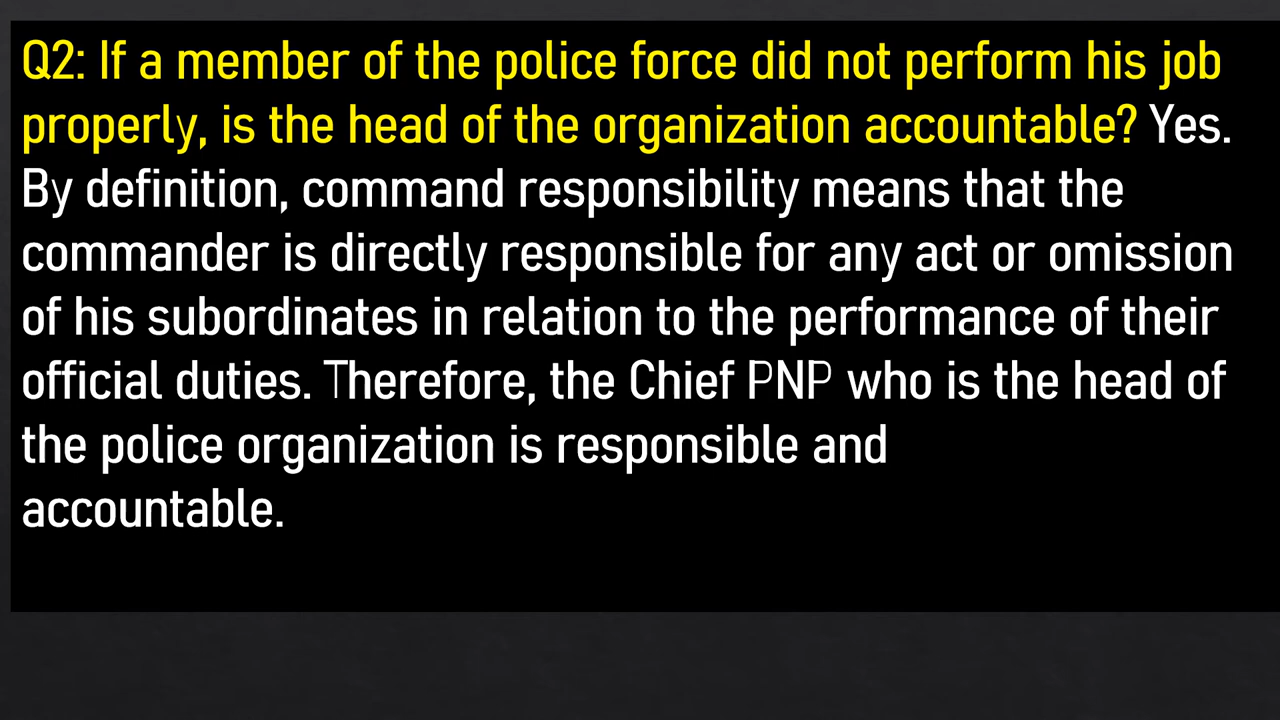 Q2: If a member of the police force did not perform his job
properly, is the head of the organization accountable? Yes.
By definition, command responsibility means that the
commander is directly responsible for any act or omission
of his subordinates in relation to the performance of their
official duties. Therefore, the Chief PNP who is the head of
the police organization is responsible and
accountable.